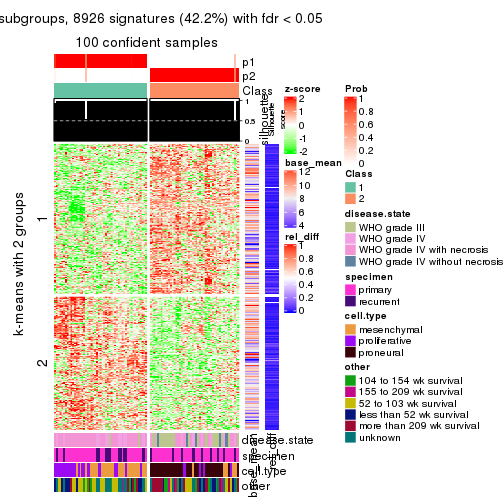 subgroups, 8926 signatures (42.2%) with fdr < 0.05
100 confident samples
p1
p2
Class
1
0.5
0
silhouette
Silhouette
score
k-means with 2 groups
1
2
disease.state
specimen
cell.type
other
base_mean
rel_diff
z-score
2
1
0
-1
-2
base_mean
12
10
8
6
4
rel_diff
1
0.8
0.6
0.4
0.2
0
Prob
1
0.8
0.6
0.4
0.2
0
Class
1
2
disease.state
WHO grade III
WHO grade IV
WHO grade IV with necrosis
WHO grade IV without necrosis
specimen
primary
recurrent
cell.type
mesenchymal
proliferative
proneural
other
104 to 154 wk survival
155 to 209 wk survival
52 to 103 wk survival
less than 52 wk survival
more than 209 wk survival
unknown